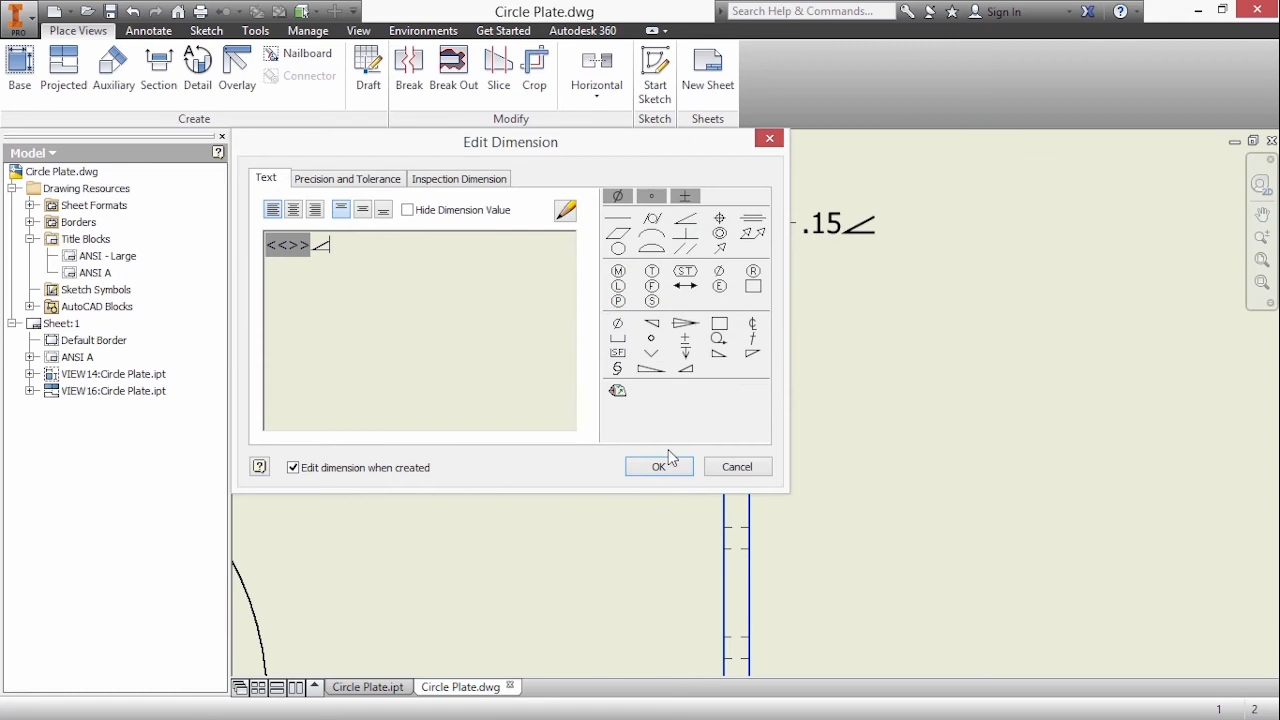 Circle Plate.dwg
Search Help & Commands...
Sign In
PRO
Place Views Annotate Sketch Tools Manage View Environments Get Started Autodesk 360
Base Projected Auxiliary Section Detail Overlay
Nailboard
Connector
Draft
Break Break Out Slice Crop
Horizontal
Start
Sketch
New Sheet
Create
Modify
Sketch
Sheets
Model
Circle Plate.dwg
Drawing Resources
Sheet Formats
Borders
Title Blocks
ANSI - Large
ANSI A
Sketch Symbols
AutoCAD Blocks
Sheet:1
Default Border
ANSI A
VIEW14:Circle Plate.ipt
VIEW16:Circle Plate.ipt
Edit Dimension
Text Precision and Tolerance Inspection Dimension
Hide Dimension Value
<<>>∠
Ø ° ±
Ⓜ Ⓣ ST Ø Ⓡ
Ⓛ Ⓕ Ⓔ
Ⓟ Ⓢ
SF
Edit dimension when created
OK
Cancel
.15∠
Circle Plate.ipt
Circle Plate.dwg
1 2